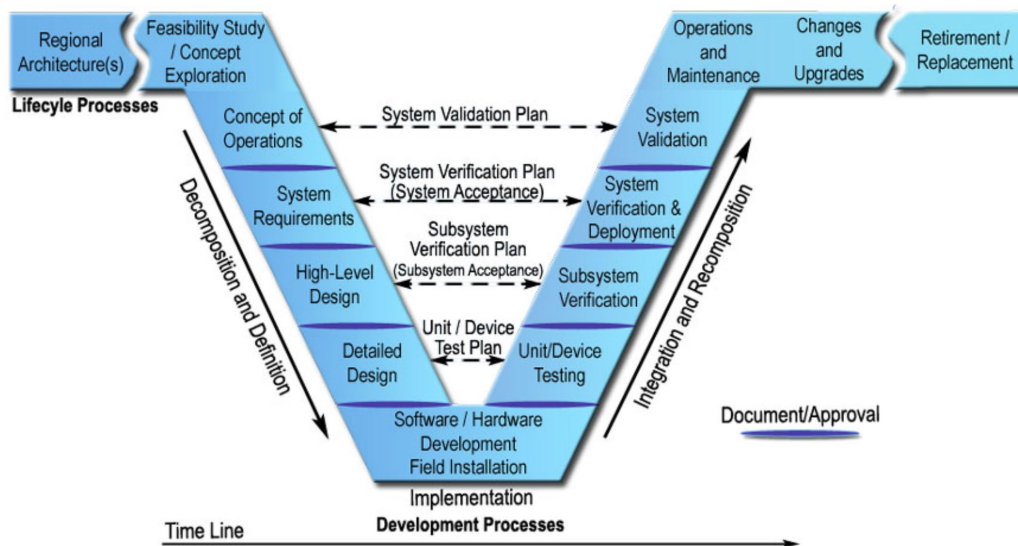 Regional
Architecture(s)
Feasibility Study
/ Concept
Exploration
Operations
and
Maintenance
Changes
and
Upgrades
Retirement /
Replacement
Lifecyle Processes
Concept of
Operations
System Validation Plan
System
Validation
System
Requirements
System Verification Plan
(System Acceptance)
System
Verification &
Deployment
High-Level
Design
Subsystem
Verification Plan
(Subsystem Acceptance)
Subsystem
Verification
Detailed
Design
Unit / Device
Test Plan
Unit/Device
Testing
Decomposition and Definition
Integration and Recomposition
Software / Hardware
Development
Field Installation
Implementation
Development Processes
Document/Approval
Time Line